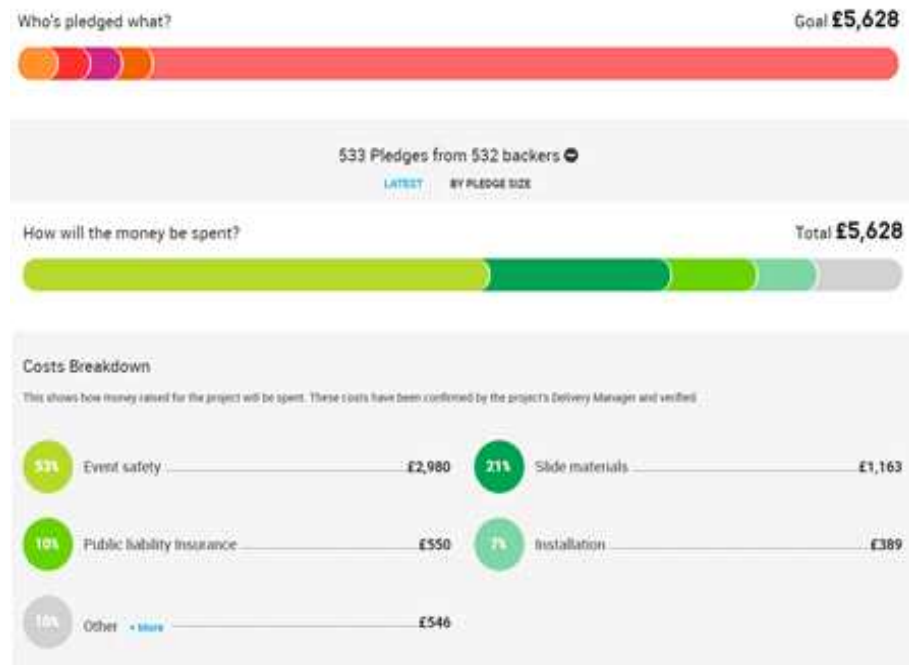 Who's pledged what?
Goal £5,628
533 Pledges from 532 backers
LATEST BY PLEDGE SIZE
How will the money be spent?
Total £5,628
Costs Breakdown
This shows how money raised for the project will be spent. These costs have been confirmed by the project's Delivery Manager and verified
53% Event safety £2,980
21% Slide materials £1,163
10% Public liability Insurance £550
7% Installation £389
10% Other + More £546